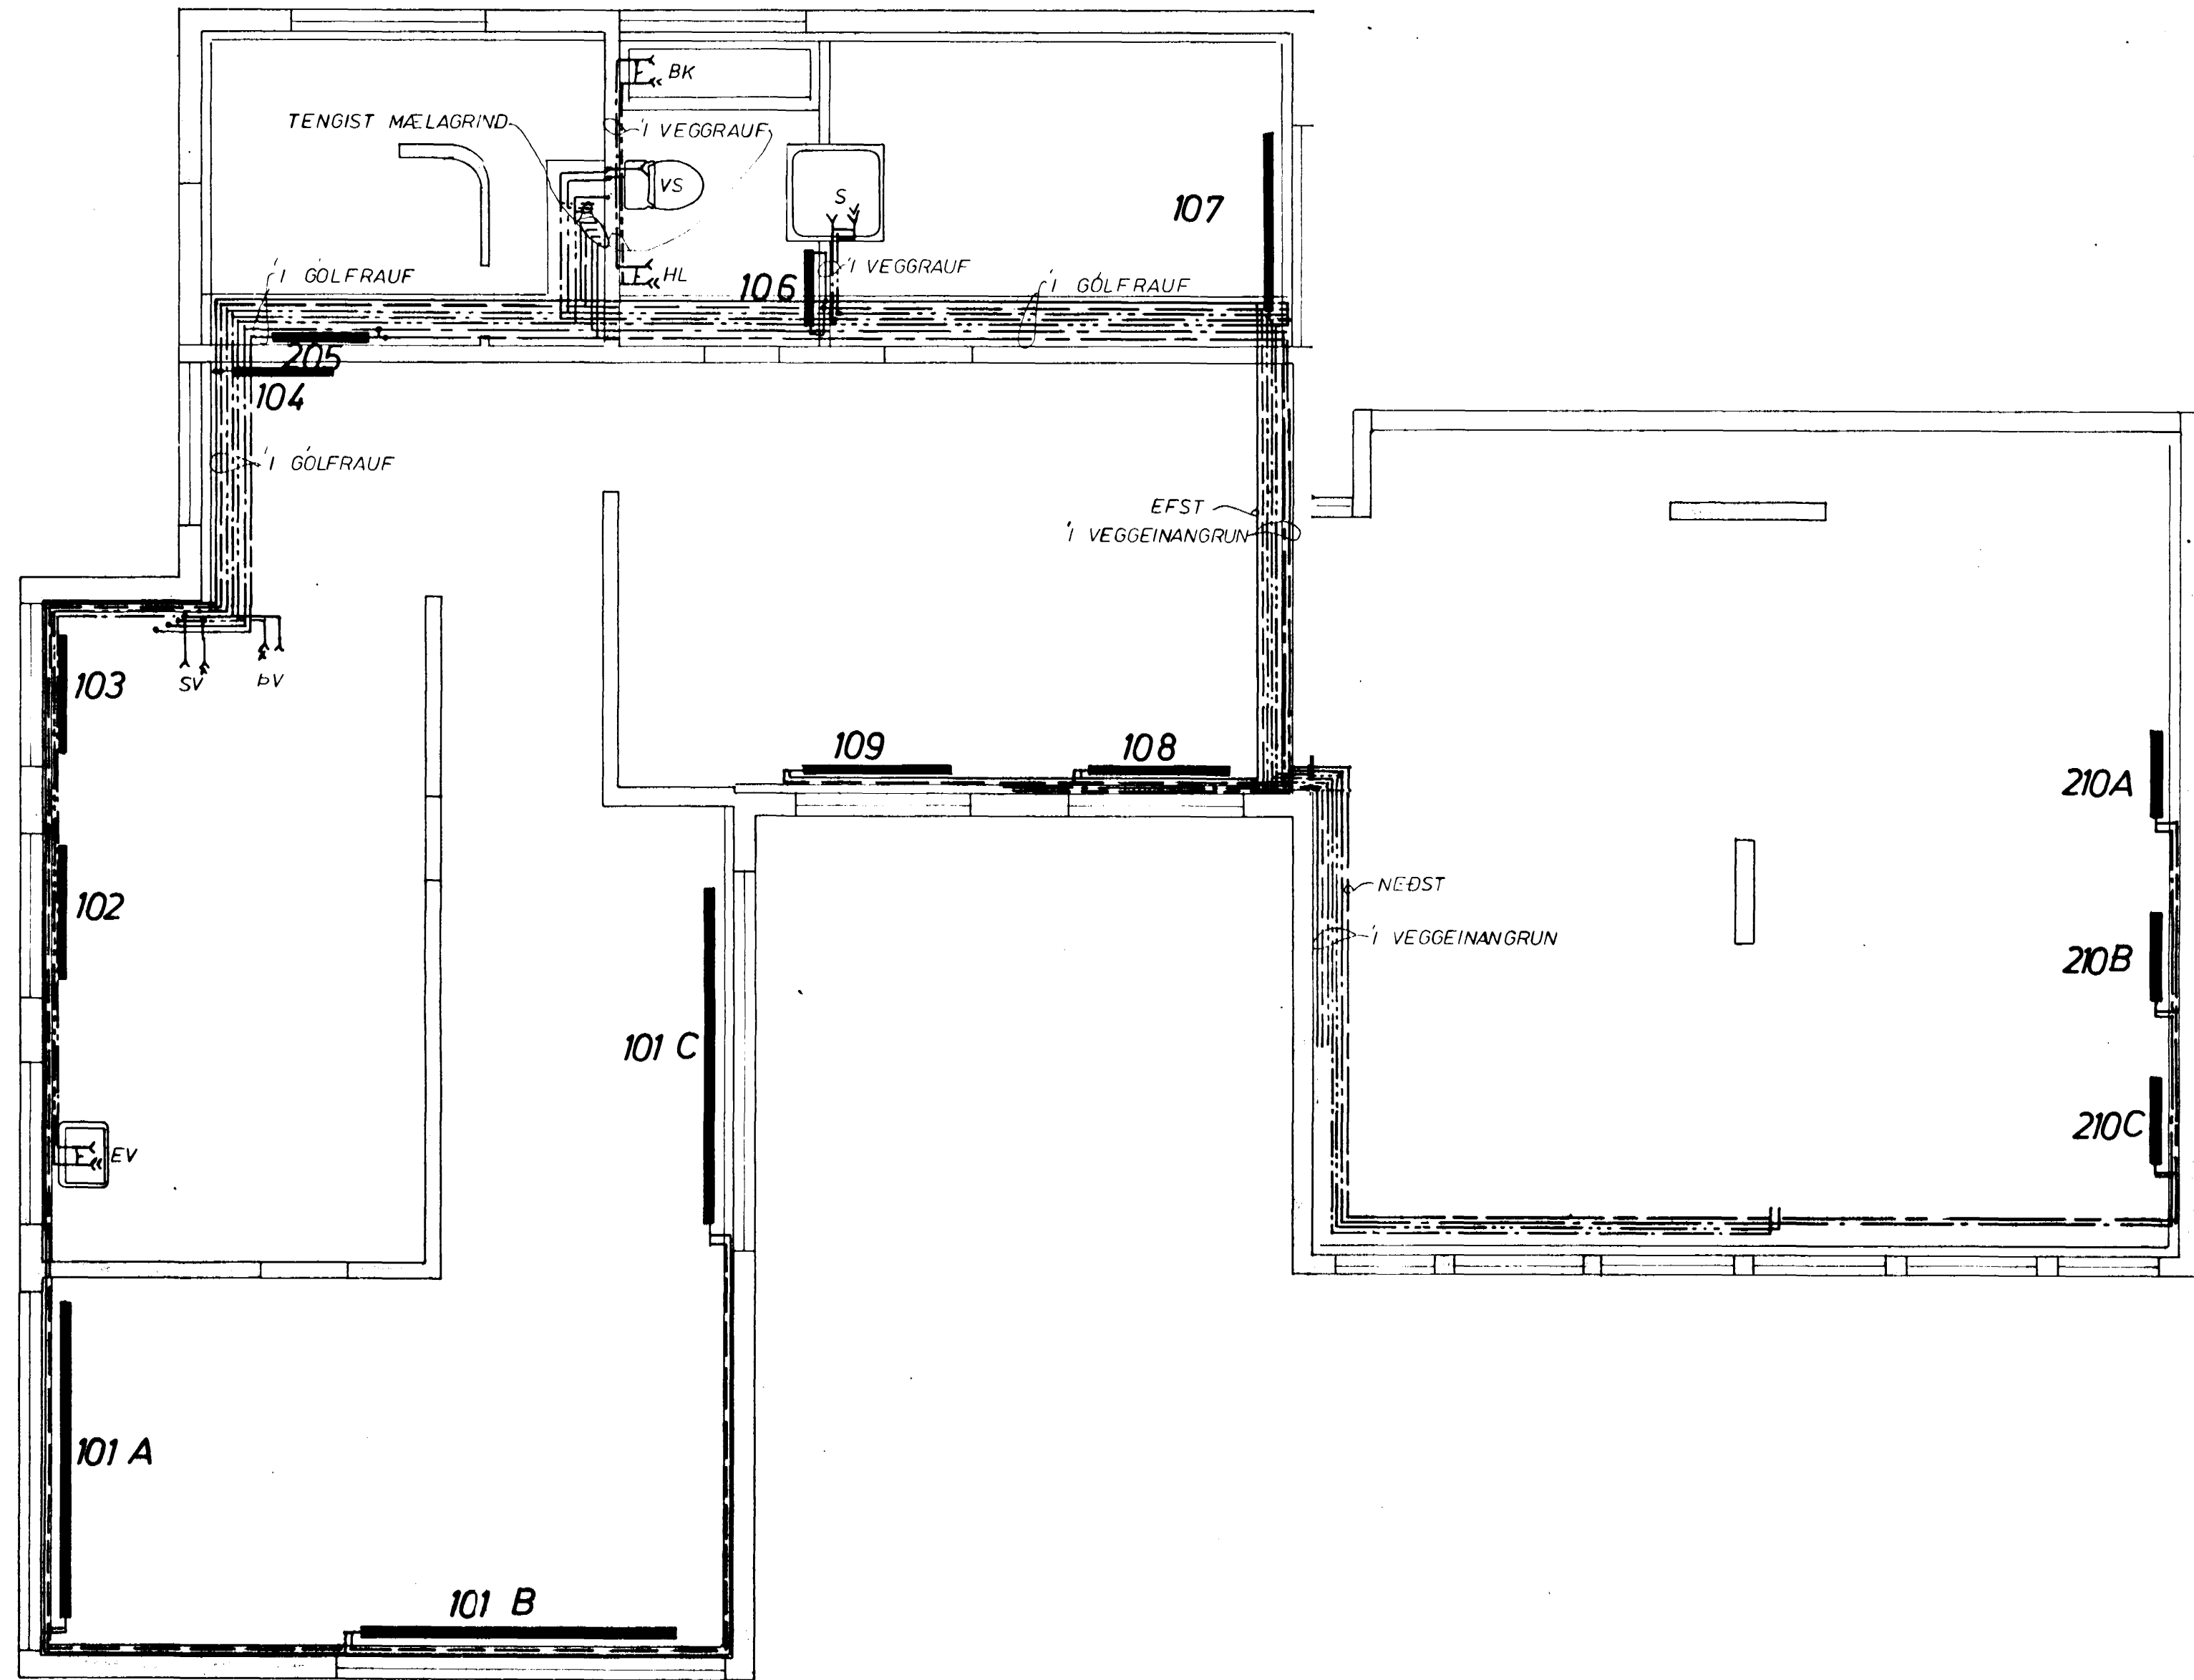 BK
TENGIST MÆLAGRIND
Í VEGGRAUF
VS
S
107
Í GÓLFRAUF
HL
106
Í VEGGRAUF
Í GÓLFRAUF
205
104
Í GÓLFRAUF
EFST
Í VEGGEINANGRUN
103
SV
ÞV
109
108
210A
102
NEÐST
Í VEGGEINANGRUN
210B
101 C
210C
EV
101 A
101 B